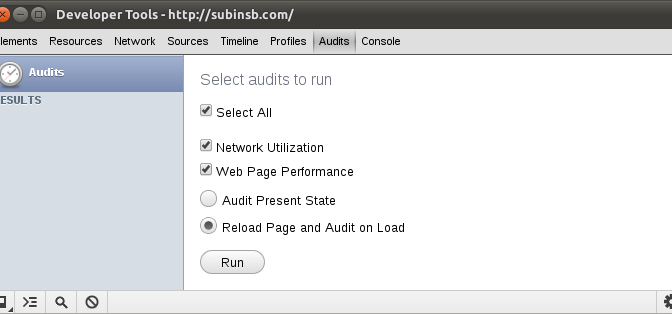 Developer Tools - http://subinsb.com/
lements Resources Network Sources Timeline Profiles Audits Console
Audits
ESULTS
Select audits to run
Select All
Network Utilization
Web Page Performance
Audit Present State
Reload Page and Audit on Load
Run